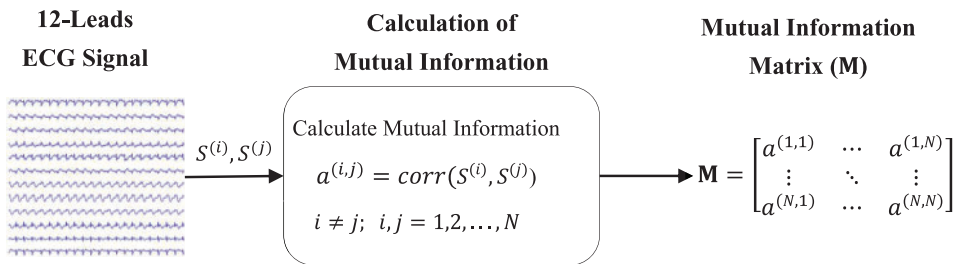 12-Leads
ECG Signal
Calculation of
Mutual Information
Mutual Information
Matrix (M)
S^(i), S^(j)
Calculate Mutual Information
a^(i,j) = corr(S^(i), S^(j))
i ≠ j; i, j = 1,2, … , N
M = [a^(1,1) ⋯ a^(1,N)
⋮ ⋱ ⋮
a^(N,1) … a^(N,N)]